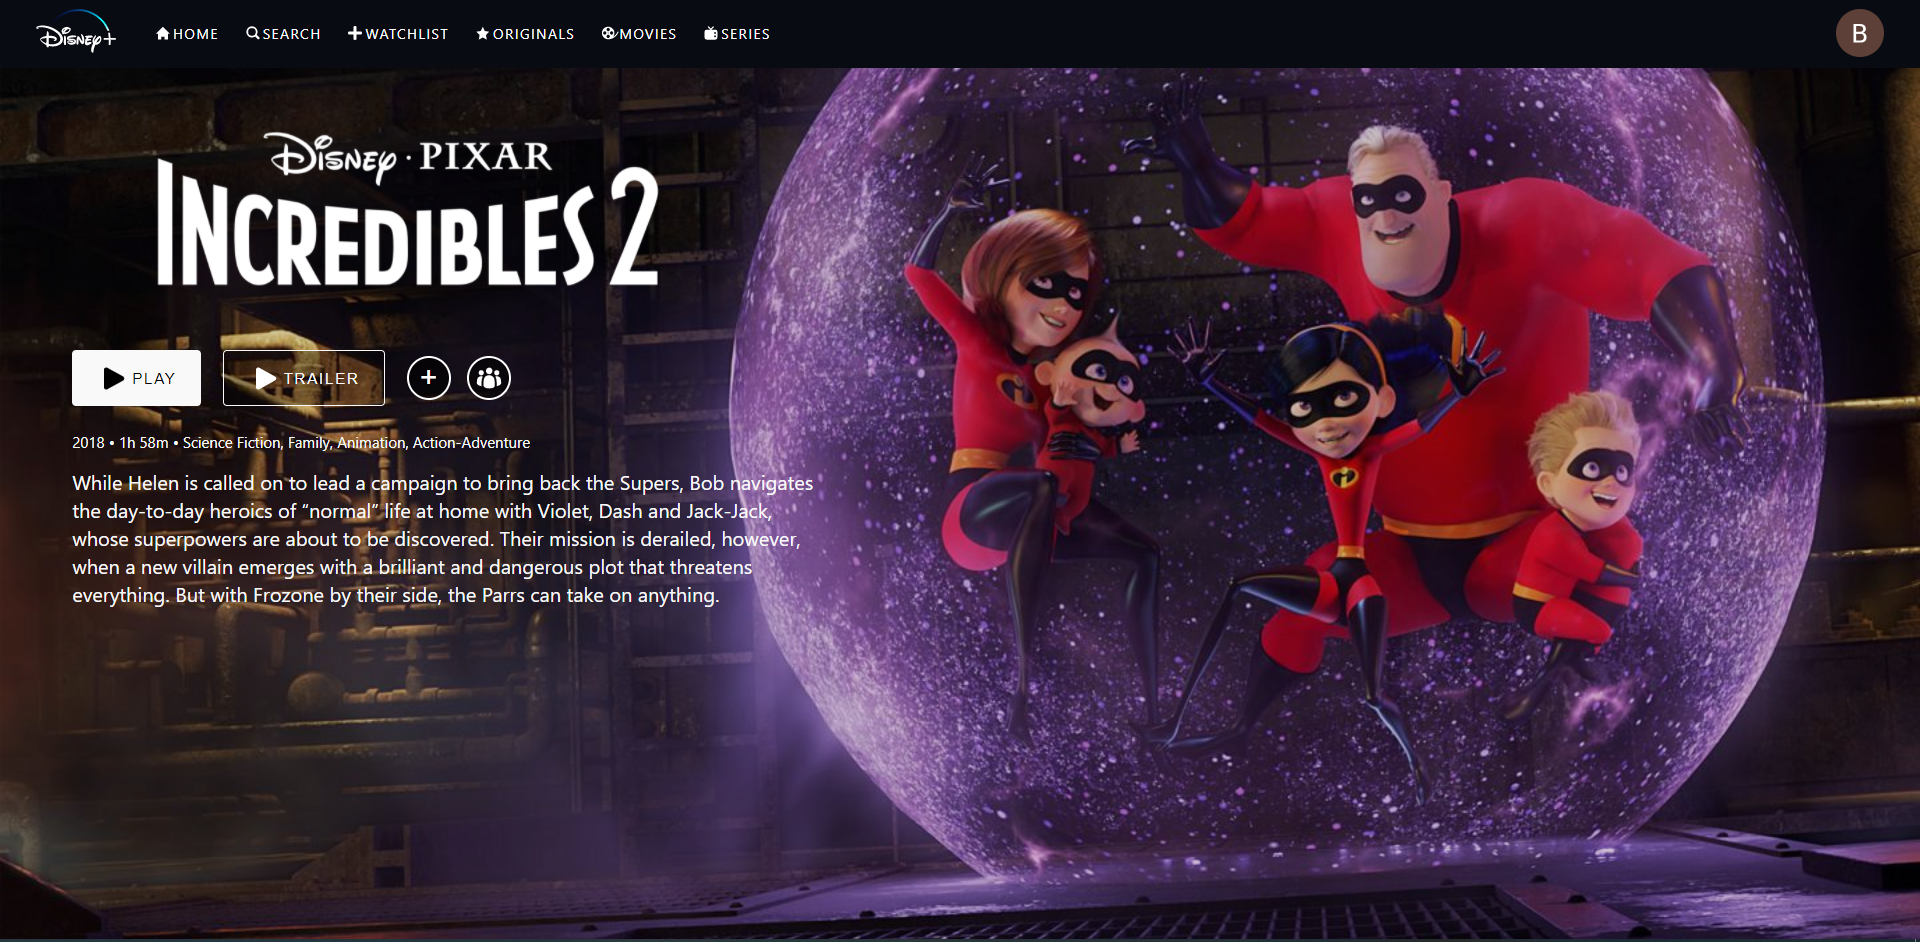 Disney+
HOME
SEARCH
WATCHLIST
ORIGINALS
MOVIES
SERIES
B
Disney · PIXAR
INCREDIBLES 2
PLAY
TRAILER
2018 • 1h 58m • Science Fiction, Family, Animation, Action-Adventure
While Helen is called on to lead a campaign to bring back the Supers, Bob navigates
the day-to-day heroics of “normal” life at home with Violet, Dash and Jack-Jack,
whose superpowers are about to be discovered. Their mission is derailed, however,
when a new villain emerges with a brilliant and dangerous plot that threatens
everything. But with Frozone by their side, the Parrs can take on anything.